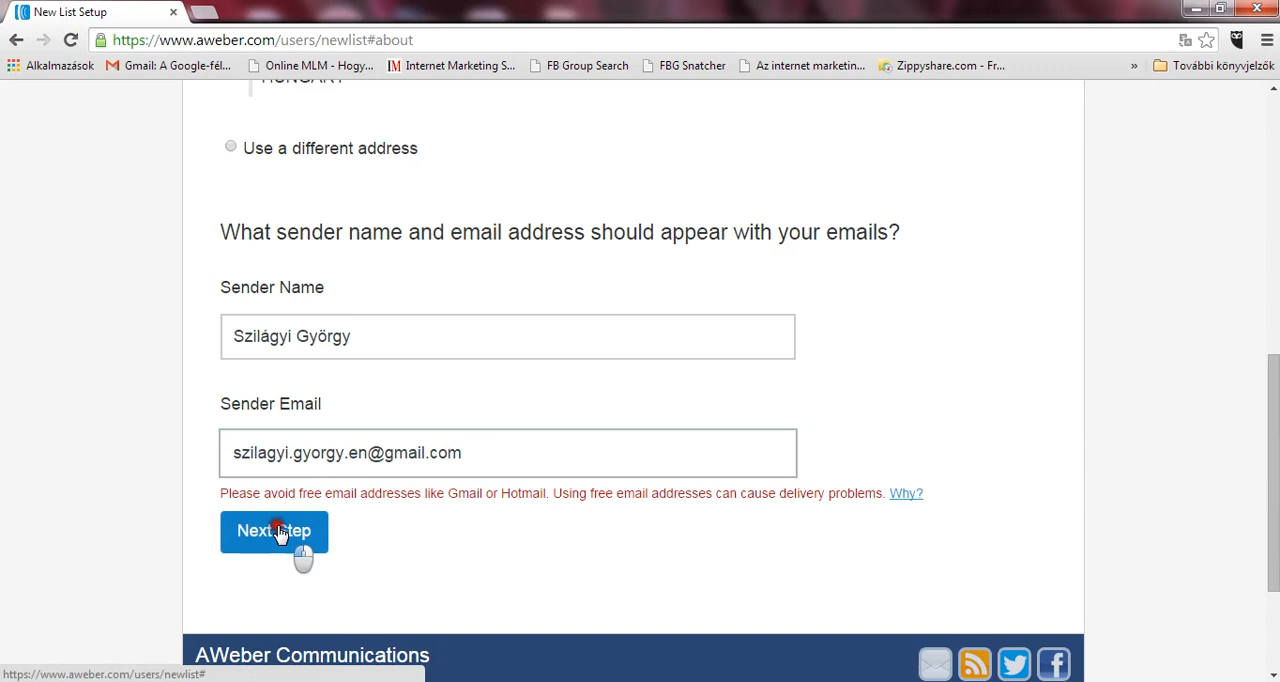 New List Setup
https://www.aweber.com/users/newlist#about
Alkalmazások Gmail: A Google-fél... Online MLM - Hogy... Internet Marketing S... FB Group Search FBG Snatcher Az internet marketin... Zippyshare.com - Fr... » További könyvjelzők
HUNGARY
Use a different address
What sender name and email address should appear with your emails?
Sender Name
Szilágyi György
Sender Email
szilagyi.gyorgy.en@gmail.com
Please avoid free email addresses like Gmail or Hotmail. Using free email addresses can cause delivery problems. Why?
Next Step
AWeber Communications
https://www.aweber.com/users/newlist#